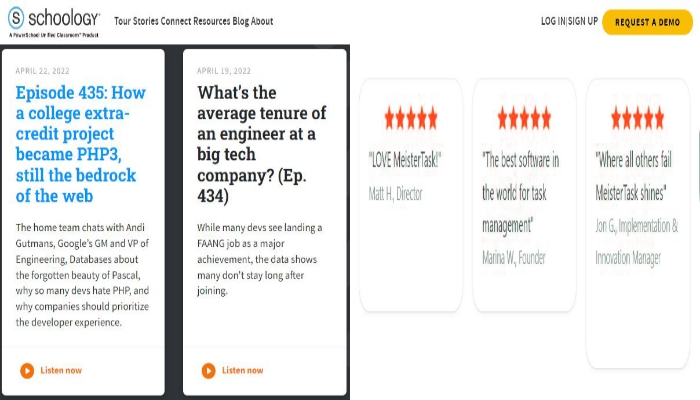 schoology®
A PowerSchool Unified Classroom™ Product
Tour Stories Connect Resources Blog About
LOG IN|SIGN UP
REQUEST A DEMO
APRIL 22, 2022
Episode 435: How
a college extra-
credit project
became PHP3,
still the bedrock
of the web
The home team chats with Andi
Gutmans, Google's GM and VP of
Engineering, Databases about
the forgotten beauty of Pascal,
why so many devs hate PHP, and
why companies should prioritize
the developer experience.
Listen now
APRIL 19, 2022
What's the
average tenure of
an engineer at a
big tech
company? (Ep.
434)
While many devs see landing a
FAANG job as a major
achievement, the data shows
many don't stay long after
joining.
Listen now
"LOVE MeisterTask!"
Matt H., Director
"The best software in
the world for task
management"
Marina W., Founder
"Where all others fail
MeisterTask shines"
Jon G., Implementation &
Innovation Manager